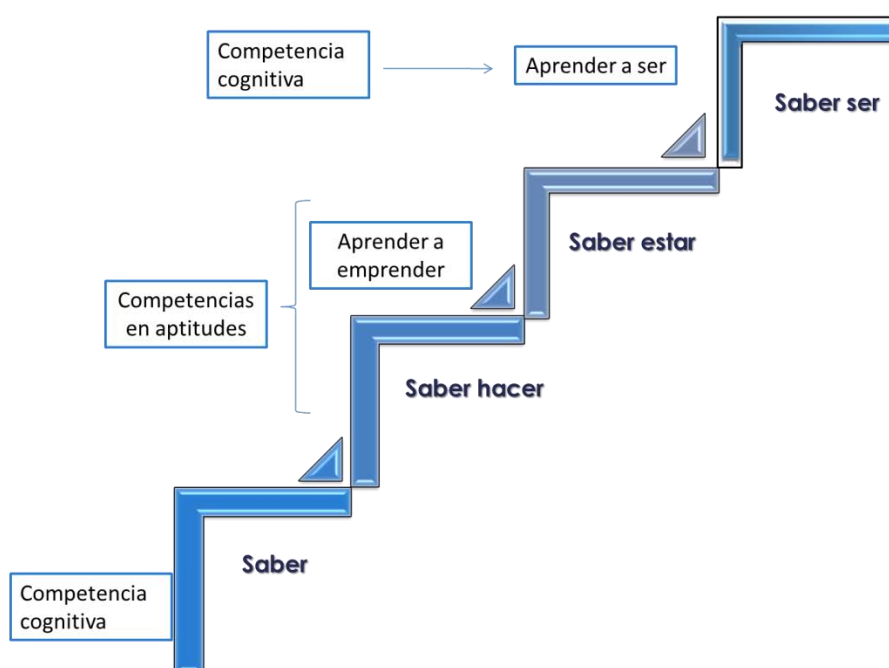 Competencia
cognitiva
Aprender a ser
Saber ser
Aprender a
emprender
Saber estar
Competencias
en aptitudes
Saber hacer
Saber
Competencia
cognitiva